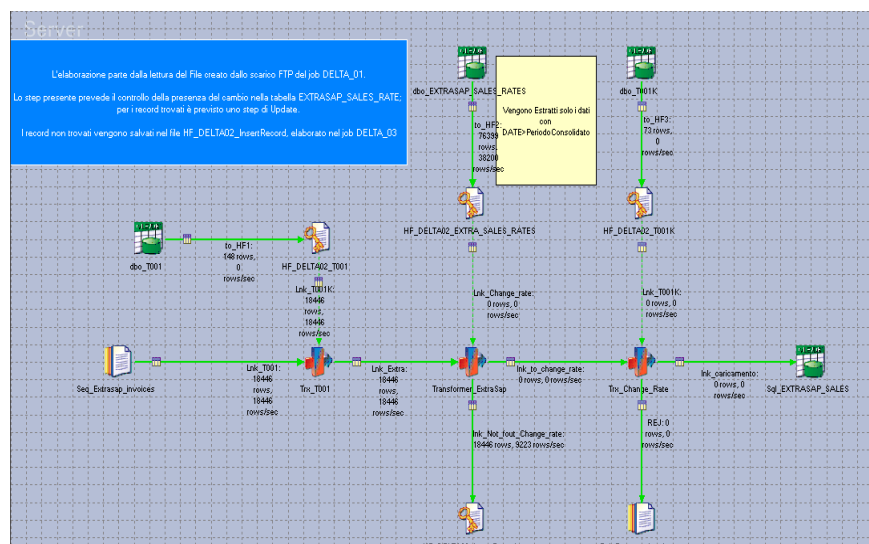 Server
L'elaborazione parte dalla lettura del File creato dallo scarico FTP del job DELTA_01.
Lo step presente prevede il controllo della presenza del cambio nella tabella EXTRASAP_SALES_RATE;
per i record trovati è previsto uno step di Update.
I record non trovati vengono salvati nel file HF_DELTA02_InsertRecord, elaborato nel job DELTA_03
dbo_EXTRASAP_SALES_RATES
dbo_T001K
Vengono Estratti solo i dati
con
DATE>PeriodoConsolidato
to_HF2:
76399
rows,
38200
rows/sec
to_HF3:
73 rows,
0
rows/sec
HF_DELTA02_EXTRA_SALES_RATES
HF_DELTA02_T001K
to_HF1:
148 rows,
0
rows/sec
dbo_T001
HF_DELTA02_T001
Lnk_T001K:
18446
rows,
18446
rows/sec
Lnk_Change_rate:
0 rows, 0
rows/sec
Lnk_T001K:
0 rows, 0
rows/sec
Seq_Extrasap_invoices
Lnk_T001:
18446
rows,
18446
rows/sec
Trx_T001
Lnk_Extra:
18446
rows,
18446
rows/sec
Transformer_ExtraSap
lnk_to_change_rate:
0 rows, 0 rows/sec
Trx_Change_Rate
lnk_caricamento:
0 rows, 0
rows/sec
Sql_EXTRASAP_SALES
lnk_Not_fout_Change_rate:
18446 rows, 9223 rows/sec
REJ: 0
rows, 0
rows/sec